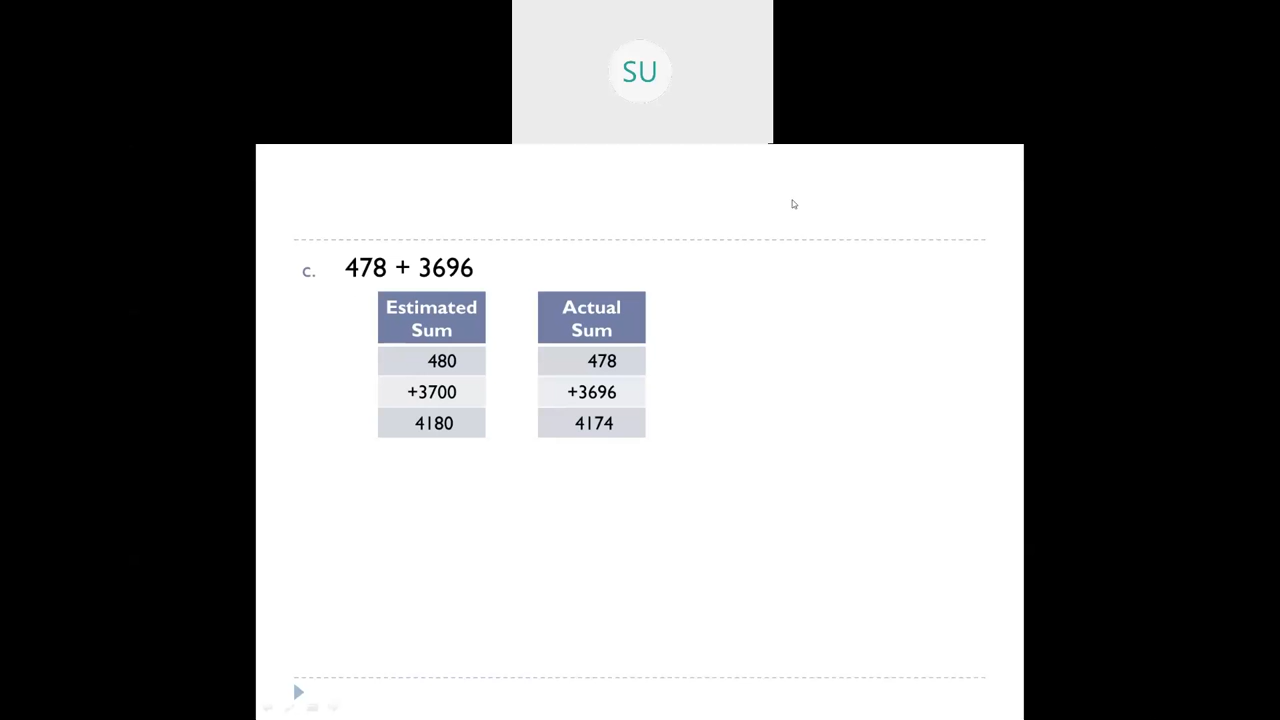 SU
c. 478 + 3696
Estimated Sum
Actual Sum
480
478
+3700
+3696
4180
4174